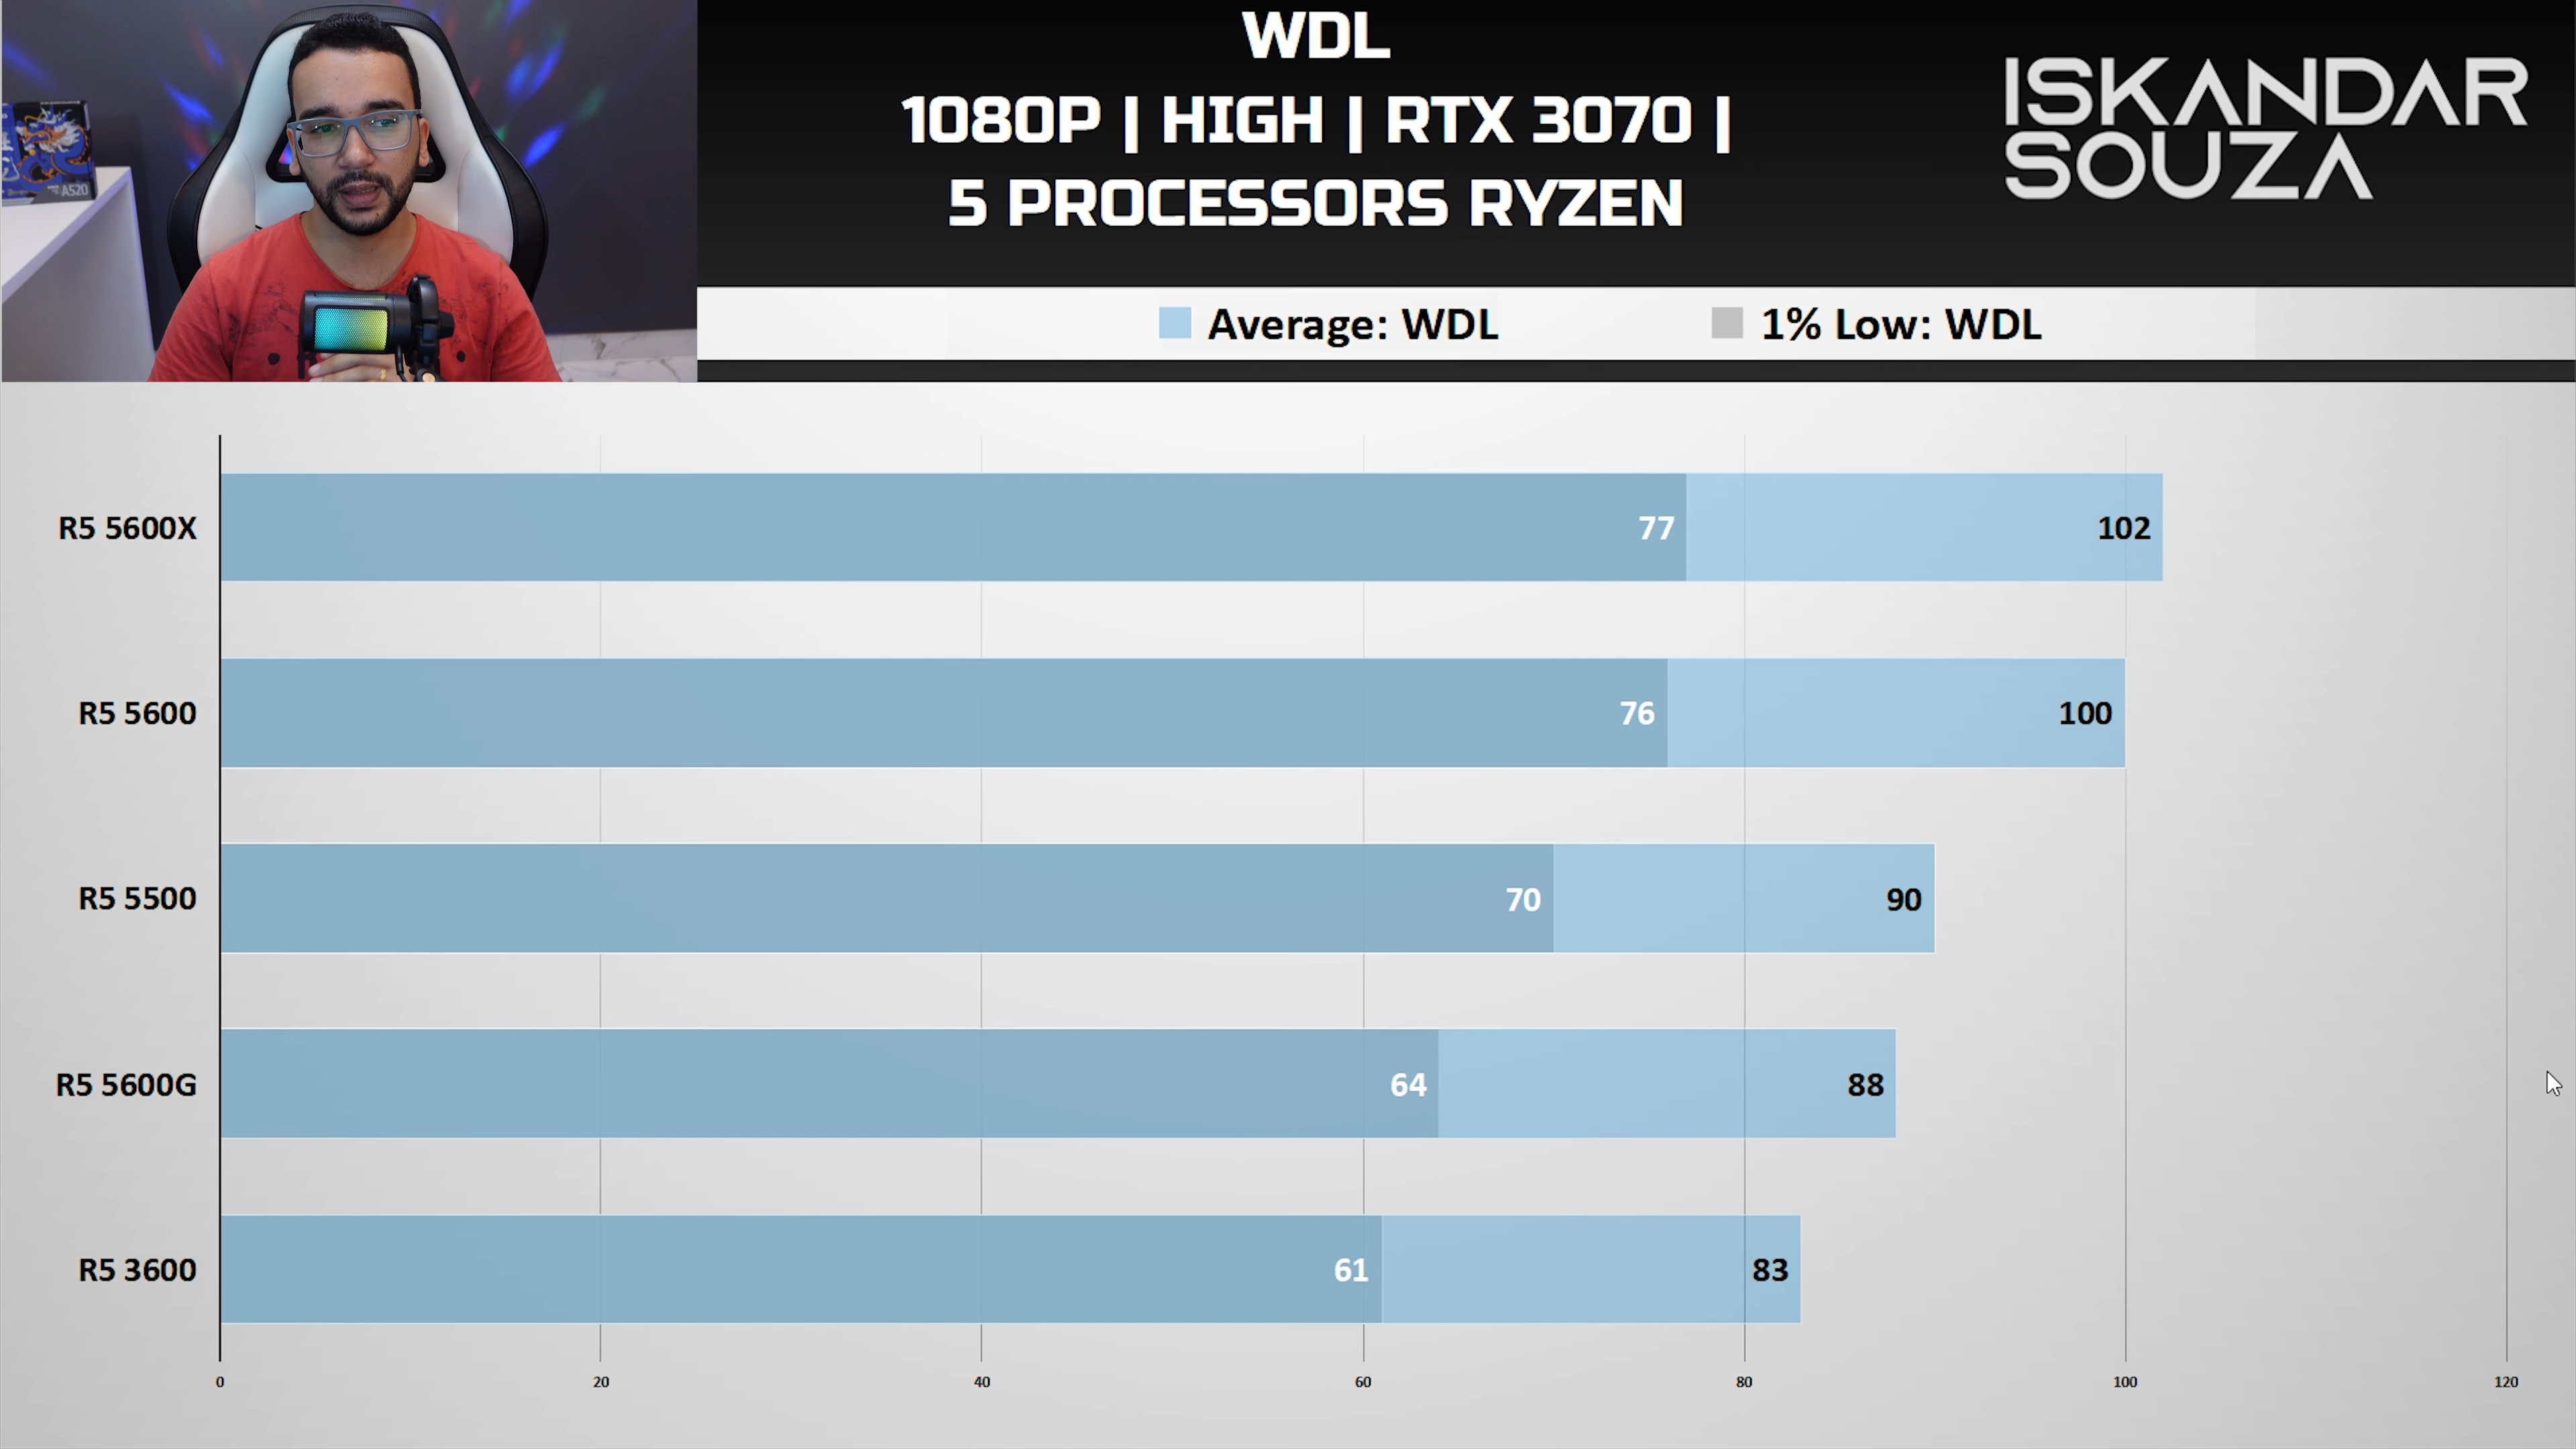 WDL
1080P | HIGH | RTX 3070 |
5 PROCESSORS RYZEN
ISKANDAR
SOUZA
A520
Average: WDL
1% Low: WDL
R5 5600X
77
102
R5 5600
76
100
R5 5500
70
90
R5 5600G
64
88
R5 3600
61
83
0
20
40
60
80
100
120